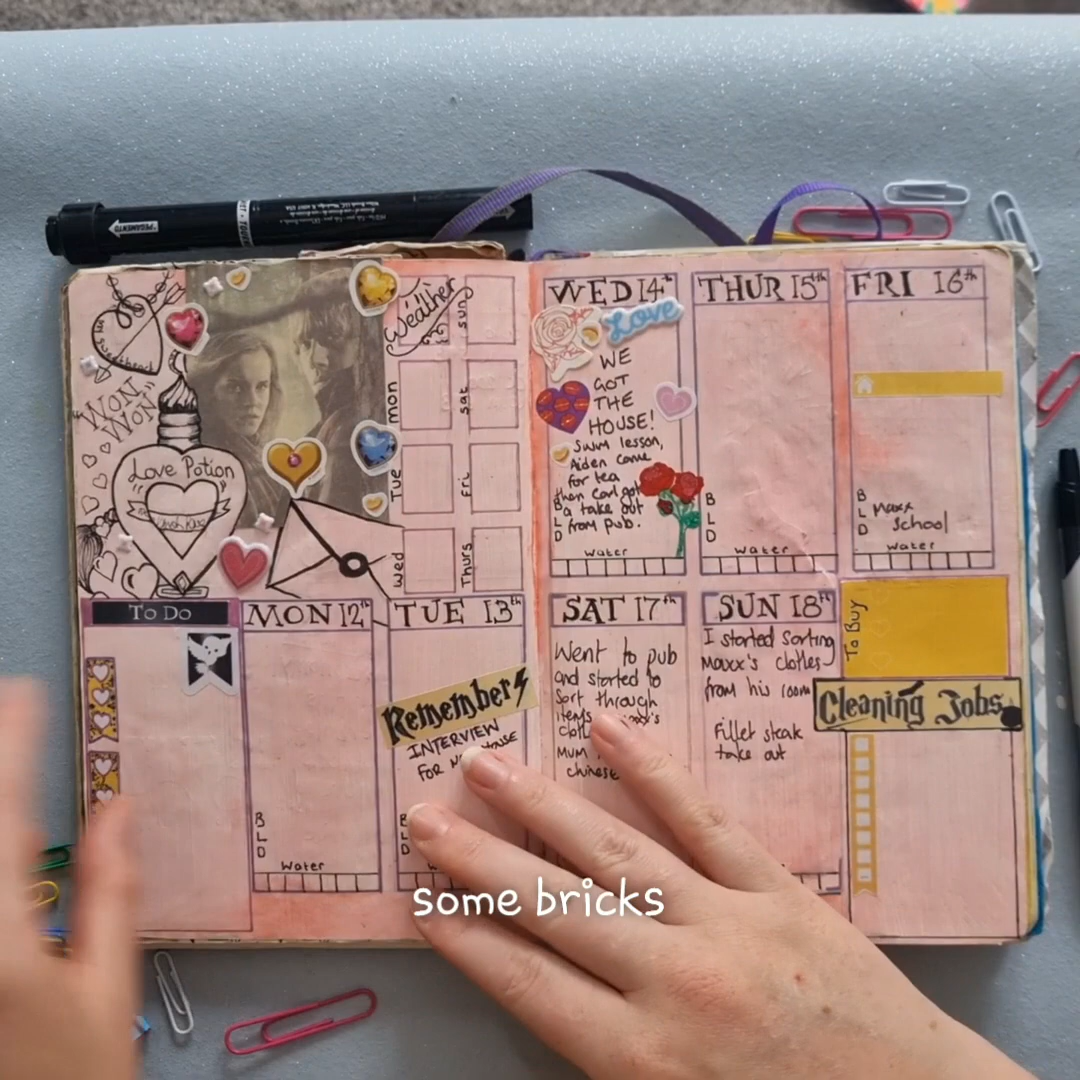 PEGAMENTO
Weather
sun
mon
sat
Tue
Fri
Wed
Thurs
WON
WON
Love Potion
To Do
MON 12th
B
L
D
Water
TUE 13th
Remember
INTERVIEW
FOR
B
L
WED 14th
Love
WE
GOT
THE
HOUSE!
Swim lesson,
Aiden came
for tea
then Carl got
a take out
from pub.
B
L
D
Water
THUR 15th
B
L
D
Water
FRI 16th
B
L
D
Maxx
School
Water
SAT 17th
Went to pub
and started to
Sort through
items
MUM
chinese
SUN 18th
I started Sorting
Maxx's clothes
from his room
Fillet steak
take out
To Buy
Cleaning Jobs
some bricks